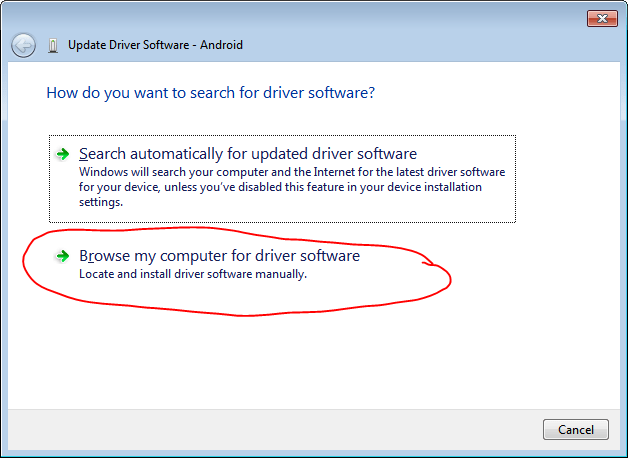 Update Driver Software - Android
How do you want to search for driver software?
Search automatically for updated driver software
Windows will search your computer and the Internet for the latest driver software
for your device, unless you've disabled this feature in your device installation
settings.
Browse my computer for driver software
Locate and install driver software manually.
Cancel